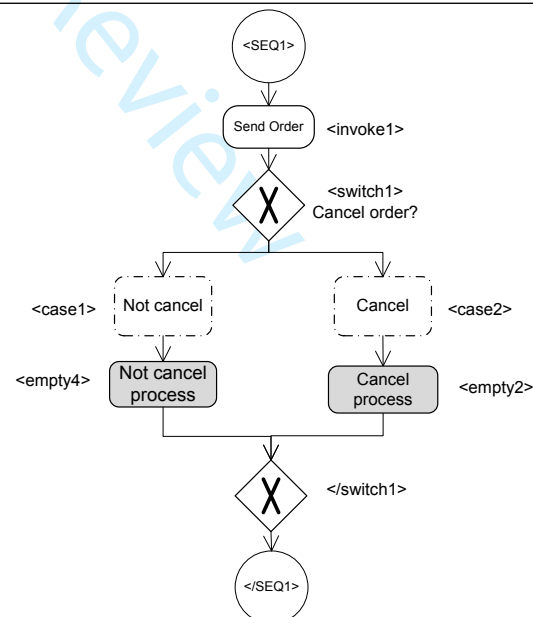 <SEQ1>
Send Order
<invoke1>
<switch1>
Cancel order?
<case1>
Not cancel
Cancel
<case2>
<empty4>
Not cancel
process
Cancel
process
<empty2>
</switch1>
</SEQ1>
eview